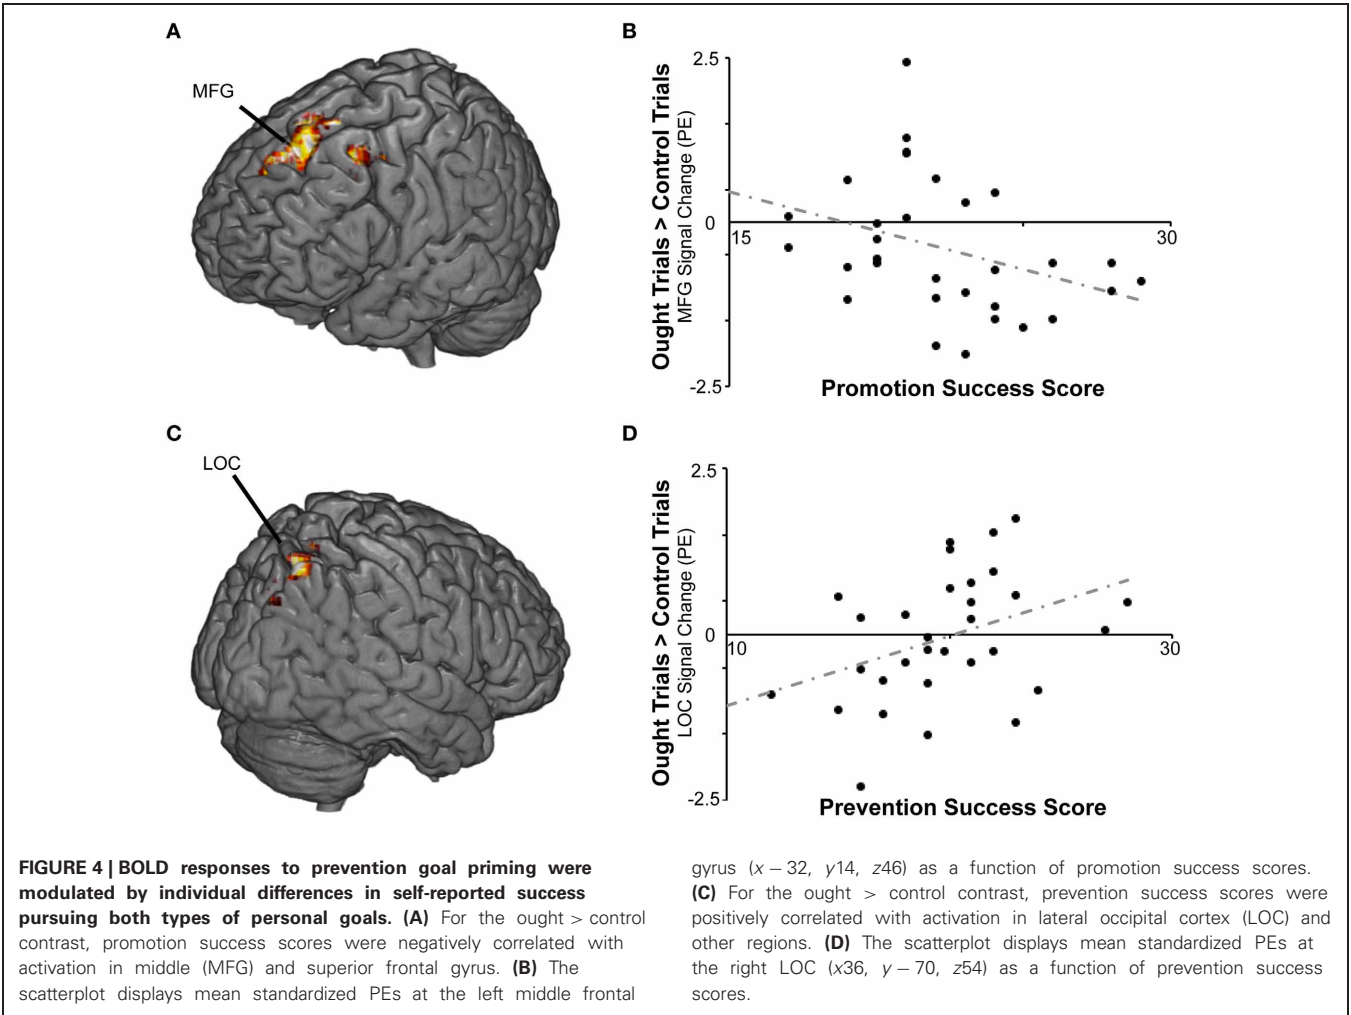 A
MFG
B
Ought Trials > Control Trials
MFG Signal Change (PE)
2.5
0
-2.5
15
30
Promotion Success Score
C
LOC
D
Ought Trials > Control Trials
LOC Signal Change (PE)
2.5
0
-2.5
10
30
Prevention Success Score
FIGURE 4 | BOLD responses to prevention goal priming were
modulated by individual differences in self-reported success
pursuing both types of personal goals. (A) For the ought > control
contrast, promotion success scores were negatively correlated with
activation in middle (MFG) and superior frontal gyrus. (B) The
scatterplot displays mean standardized PEs at the left middle frontal
gyrus (x − 32, y14, z46) as a function of promotion success scores.
(C) For the ought > control contrast, prevention success scores were
positively correlated with activation in lateral occipital cortex (LOC) and
other regions. (D) The scatterplot displays mean standardized PEs at
the right LOC (x36, y − 70, z54) as a function of prevention success
scores.